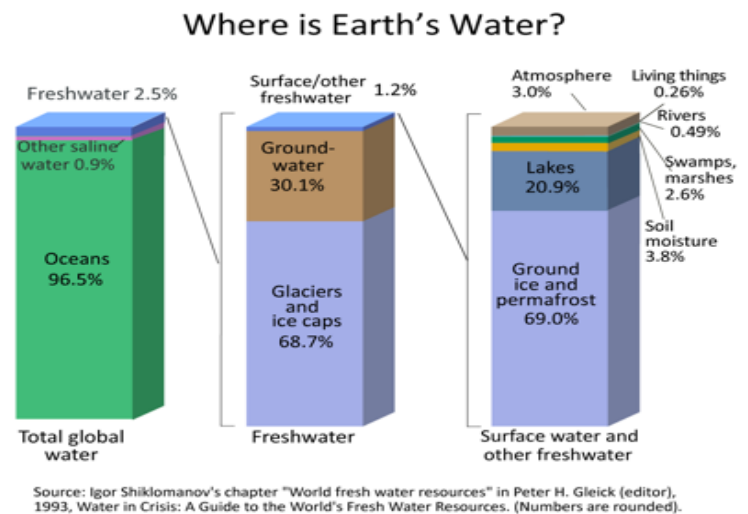 Where is Earth's Water?
Freshwater 2.5%
Other saline
water 0.9%
Oceans
96.5%
Total global
water
Surface/other
freshwater
1.2%
Ground-
water
30.1%
Glaciers
and
ice caps
68.7%
Freshwater
Atmosphere
3.0%
Living things
0.26%
Rivers
0.49%
Swamps,
marshes
2.6%
Soil
moisture
3.8%
Lakes
20.9%
Ground
ice and
permafrost
69.0%
Surface water and
other freshwater
Source: Igor Shiklomanov's chapter "World fresh water resources" in Peter H. Gleick (editor),
1993, Water in Crisis: A Guide to the World's Fresh Water Resources. (Numbers are rounded).